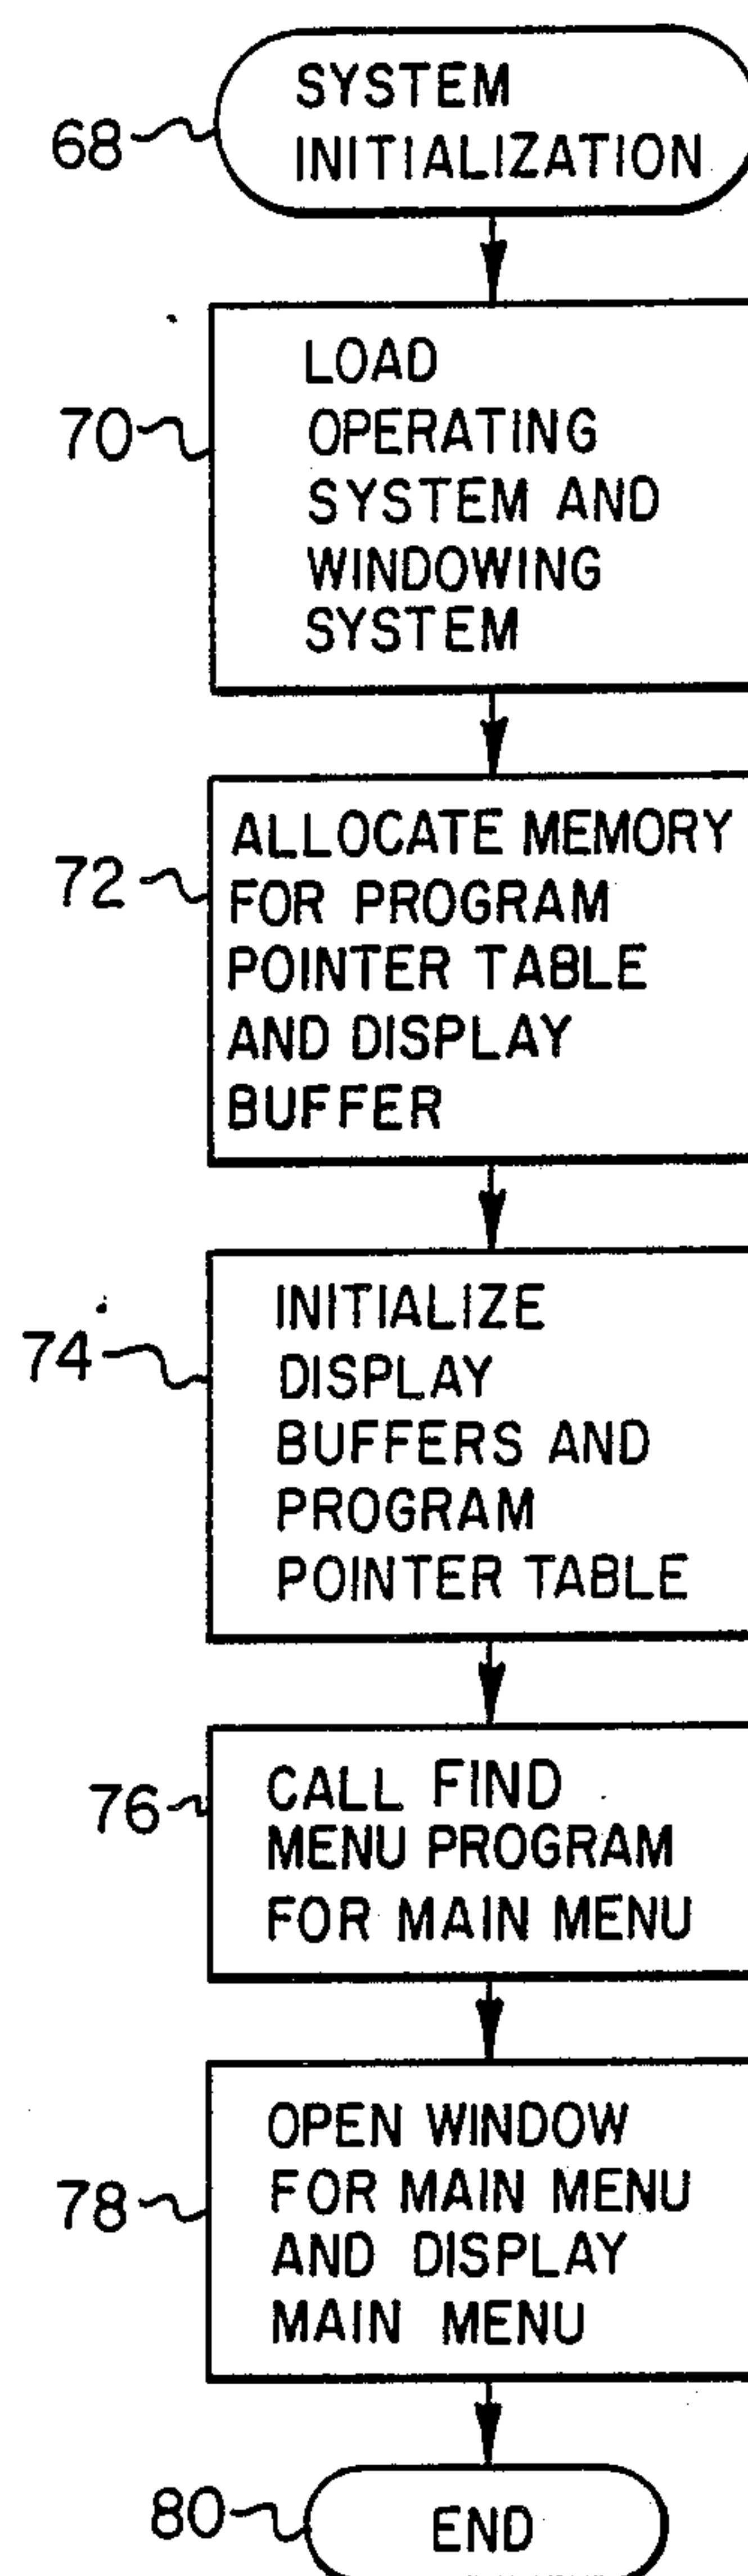 68
SYSTEM
INITIALIZATION
70
LOAD
OPERATING
SYSTEM AND
WINDOWING
SYSTEM
72
ALLOCATE MEMORY
FOR PROGRAM
POINTER TABLE
AND DISPLAY
BUFFER
74
INITIALIZE
DISPLAY
BUFFERS AND
PROGRAM
POINTER TABLE
76
CALL FIND
MENU PROGRAM
FOR MAIN MENU
78
OPEN WINDOW
FOR MAIN MENU
AND DISPLAY
MAIN MENU
80
END